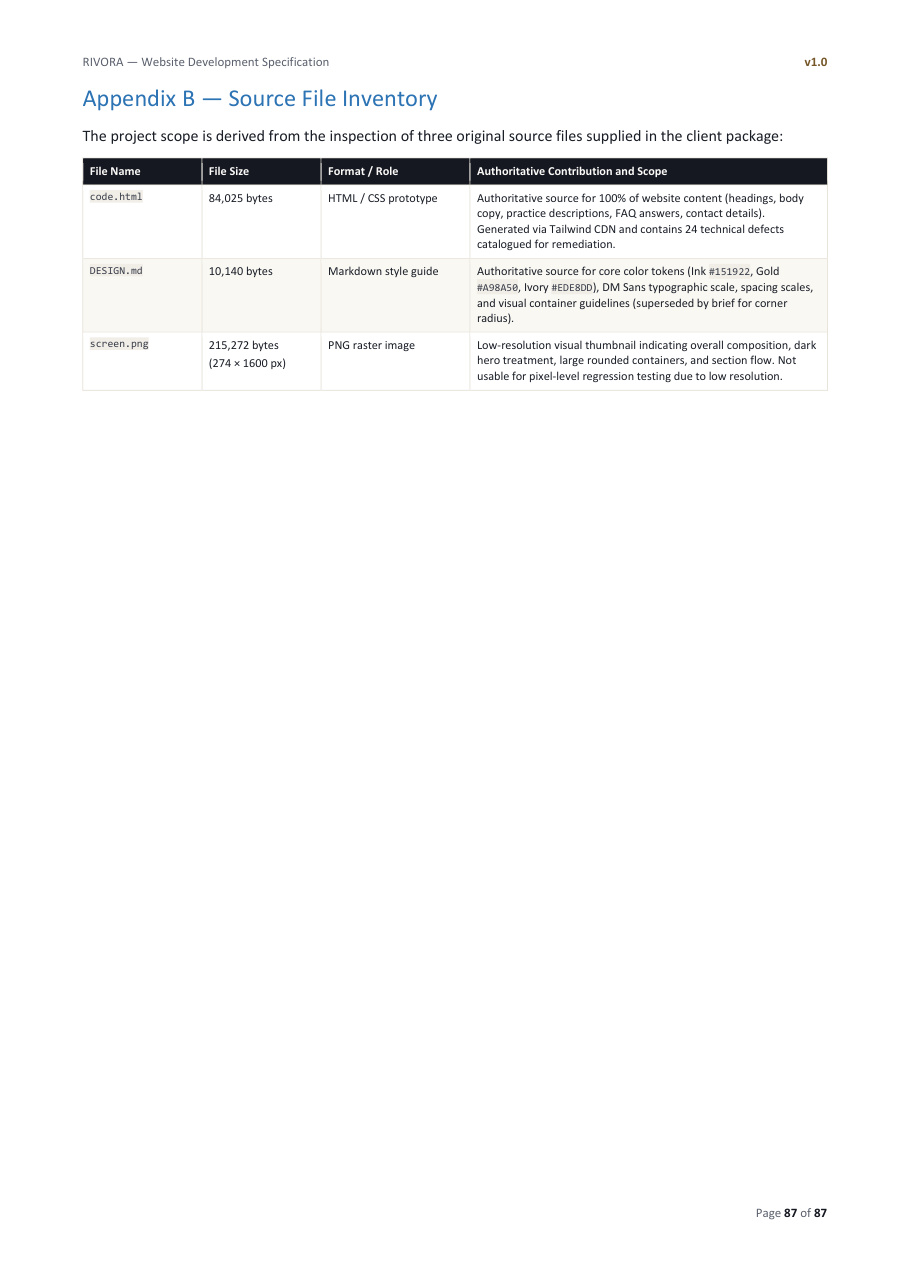 RIVORA — Website Development Specification v1.0
Appendix B — Source File Inventory
The project scope is derived from the inspection of three original source files supplied in the client package:
File Name File Size Format / Role Authoritative Contribution and Scope
code.html 84,025 bytes HTML / CSS prototype Authoritative source for 100% of website content (headings, body
copy, practice descriptions, FAQ answers, contact details).
Generated via Tailwind CDN and contains 24 technical defects
catalogued for remediation.
DESIGN.md 10,140 bytes Markdown style guide Authoritative source for core color tokens (Ink #151922, Gold
#A98A50, Ivory #EDE8DD), DM Sans typographic scale, spacing scales,
and visual container guidelines (superseded by brief for corner
radius).
screen.png 215,272 bytes PNG raster image Low-resolution visual thumbnail indicating overall composition, dark
(274 × 1600 px) hero treatment, large rounded containers, and section flow. Not
usable for pixel-level regression testing due to low resolution.
Page 87 of 87